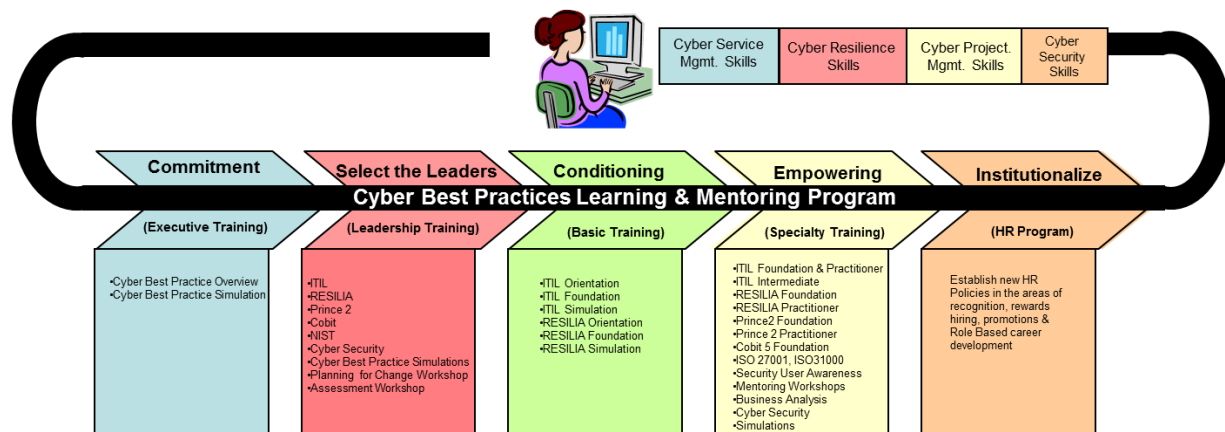 Cyber Service
Mgmt. Skills
Cyber Resilience
Skills
Cyber Project.
Mgmt. Skills
Cyber
Security
Skills
Commitment
Select the Leaders
Conditioning
Empowering
Institutionalize
Cyber Best Practices Learning & Mentoring Program
(Executive Training)
(Leadership Training)
(Basic Training)
(Specialty Training)
(HR Program)
•Cyber Best Practice Overview
•Cyber Best Practice Simulation
•ITIL
•RESILIA
•Prince 2
•Cobit
•NIST
•Cyber Security
•Cyber Best Practice Simulations
•Planning for Change Workshop
•Assessment Workshop
•ITIL Orientation
•ITIL Foundation
•ITIL Simulation
•RESILIA Orientation
•RESILIA Foundation
•RESILIA Simulation
•ITIL Foundation & Practitioner
•ITIL Intermediate
•RESILIA Foundation
•RESILIA Practitioner
•Prince2 Foundation
•Prince 2 Practitioner
•Cobit 5 Foundation
•ISO 27001, ISO31000
•Security User Awareness
•Mentoring Workshops
•Business Analysis
•Cyber Security
•Simulations
Establish new HR
Policies in the areas of
recognition, rewards
hiring, promotions &
Role Based career
development